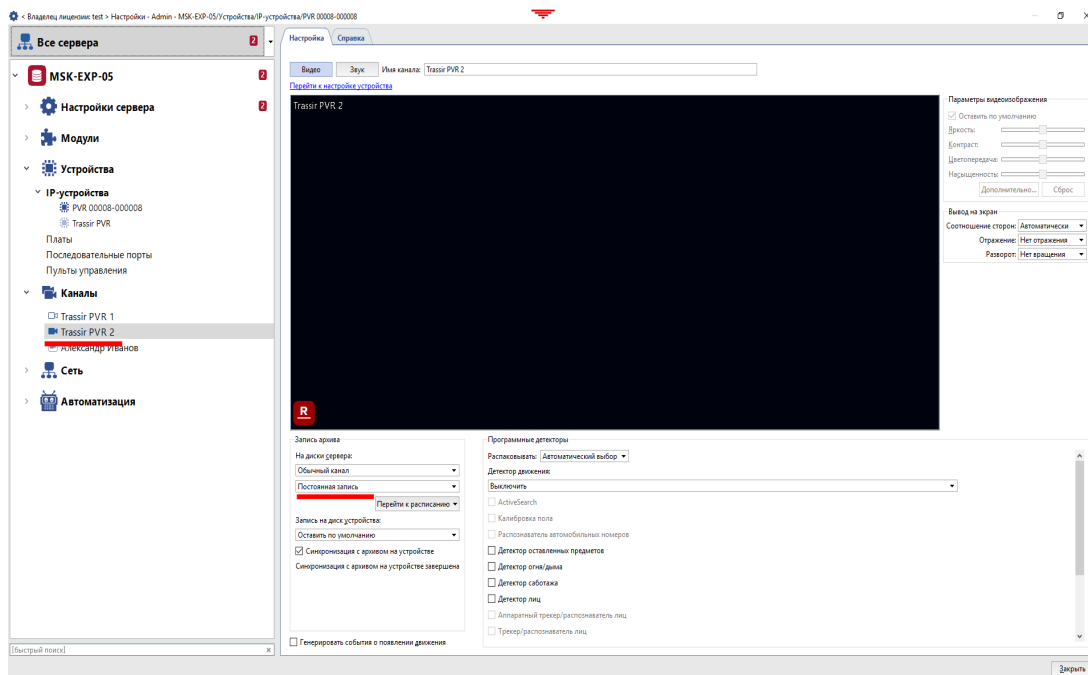 < Владелец лицензии: test > Настройки - Admin - MSK-EXP-05/Устройства/IP-устройства/PVR 00008-000008
Все сервера 2
MSK-EXP-05 2
Настройки сервера 2
Модули
Устройства
IP-устройства
PVR 00008-000008
Trassir PVR
Платы
Последовательные порты
Пульты управления
Каналы
Trassir PVR 1
Trassir PVR 2
Александр Иванов
Сеть
Автоматизация
[быстрый поиск]
Настройка Справка
Видео Звук Имя канала: Trassir PVR 2
Перейти к настройке устройства
Trassir PVR 2
R
Параметры видеоизображения
Оставить по умолчанию
Яркость:
Контраст:
Цветопередача:
Насыщенность:
Дополнительно... Сброс
Вывод на экран
Соотношение сторон: Автоматически
Отражение: Нет отражения
Разворот: Нет вращения
Запись архива
На диски сервера:
Обычный канал
Постоянная запись
Перейти к расписанию
Запись на диск устройства:
Оставить по умолчанию
Синхронизация с архивом на устройстве
Синхронизация с архивом на устройстве завершена
Генерировать события о появлении движения
Программные детекторы
Распаковывать: Автоматический выбор
Детектор движения:
Выключить
ActiveSearch
Калибровка пола
Распознаватель автомобильных номеров
Детектор оставленных предметов
Детектор огня/дыма
Детектор саботажа
Детектор лиц
Аппаратный трекер/распознаватель лиц
Трекер/распознаватель лиц
Закрыть